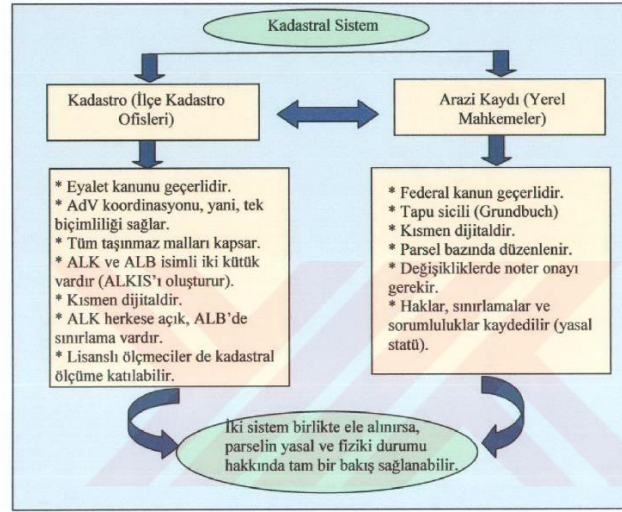 Kadastral Sistem
Kadastro (İlçe Kadastro
Ofisleri)
Arazi Kaydı (Yerel
Mahkemeler)
* Eyalet kanunu geçerlidir.
* AdV koordinasyonu, yani, tek
biçimliliği sağlar.
* Tüm taşınmaz malları kapsar.
* ALK ve ALB isimli iki kütük
vardır (ALKIS’ı oluşturur).
* Kısmen dijitaldir.
* ALK herkese açık, ALB’de
sınırlama vardır.
* Lisanslı ölçmeciler de kadastral
ölçüme katılabilir.
* Federal kanun geçerlidir.
* Tapu sicili (Grundbuch)
* Kısmen dijitaldir.
* Parsel bazında düzenlenir.
* Değişikliklerde noter onayı
gerekir.
* Haklar, sınırlamalar ve
sorumluluklar kaydedilir (yasal
statü).
İki sistem birlikte ele alınırsa,
parselin yasal ve fiziki durumu
hakkında tam bir bakış sağlanabilir.